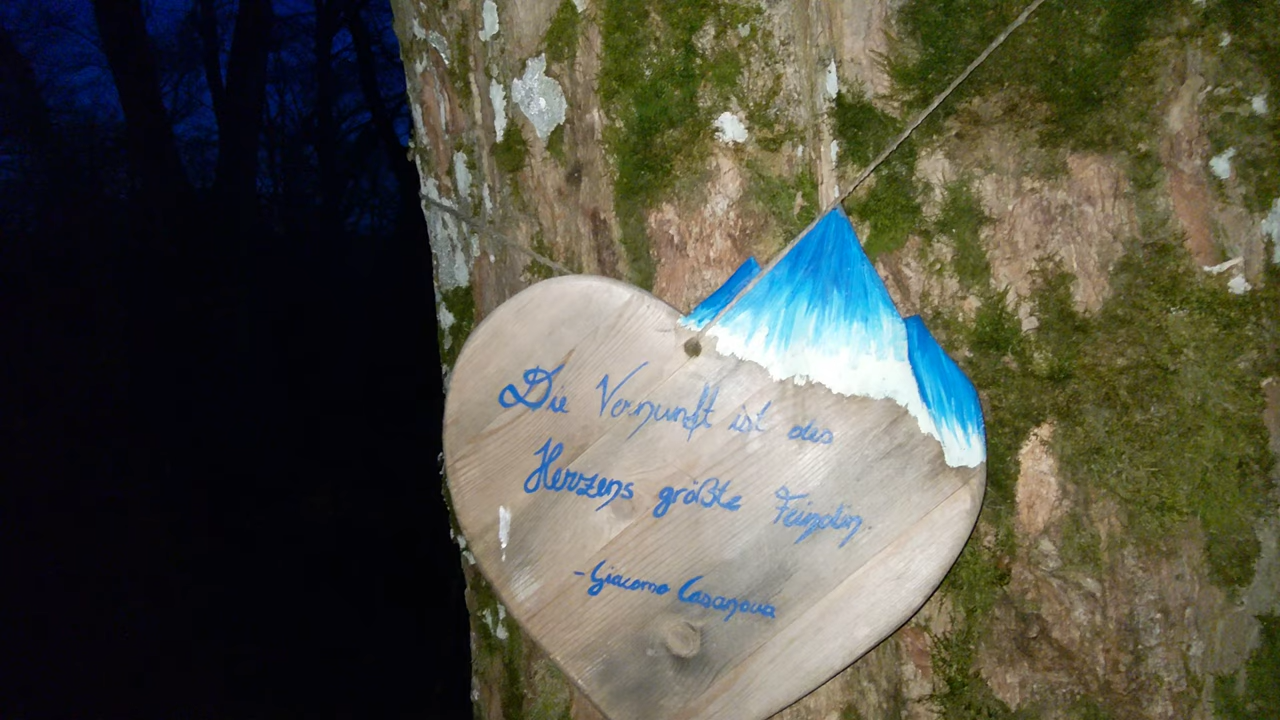 Die Vernunft ist des
Herzens größte Feindin.
- Giacomo Casanova